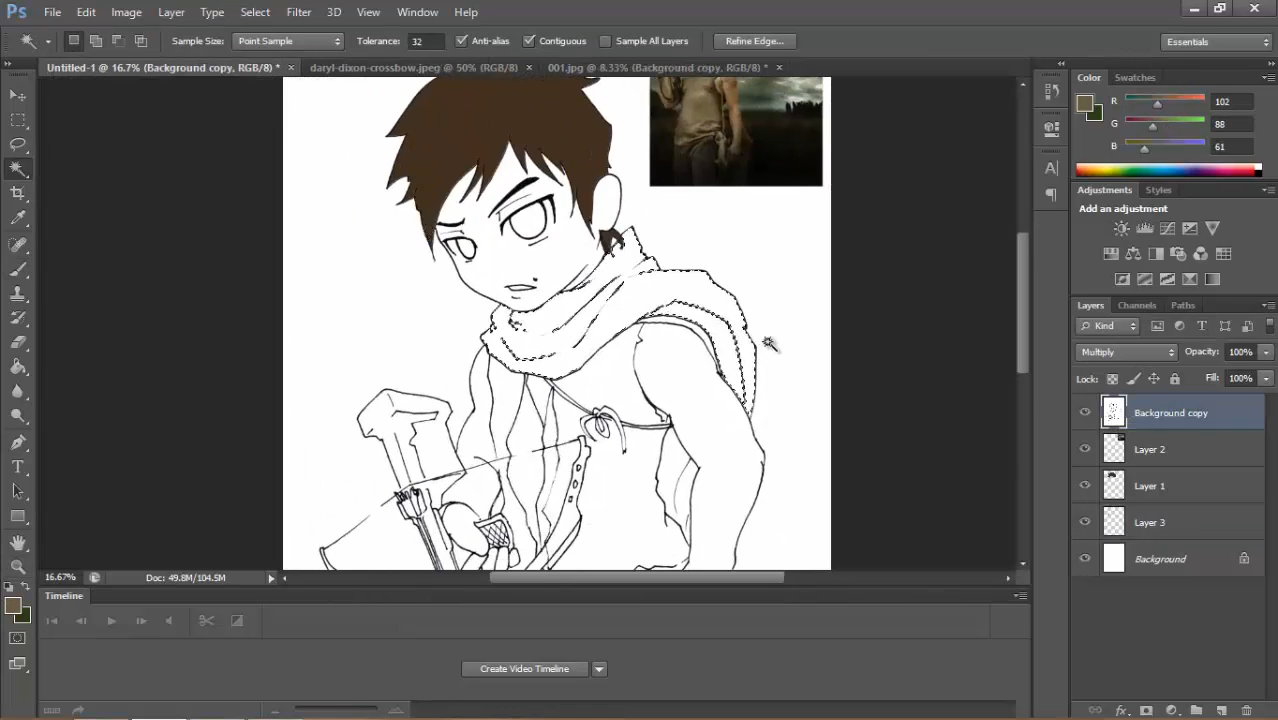 Ps File Edit Image Layer Type Select Filter 3D View Window Help
Sample Size: Point Sample Tolerance: 32 Anti-alias Contiguous Sample All Layers Refine Edge... Essentials
Untitled-1 @ 16.7% (Background copy, RGB/8) * × daryl-dixon-crossbow.jpeg @ 50% (RGB/8) × 001.jpg @ 8.33% (Background copy, RGB/8) * ×
Color Swatches
R 102
G 88
B 61
Adjustments Styles
Add an adjustment
Layers Channels Paths
Kind
Multiply Opacity: 100%
Lock: Fill: 100%
Background copy
Layer 2
Layer 1
Layer 3
Background
16.67% Doc: 49.8M/104.5M
Timeline
Create Video Timeline